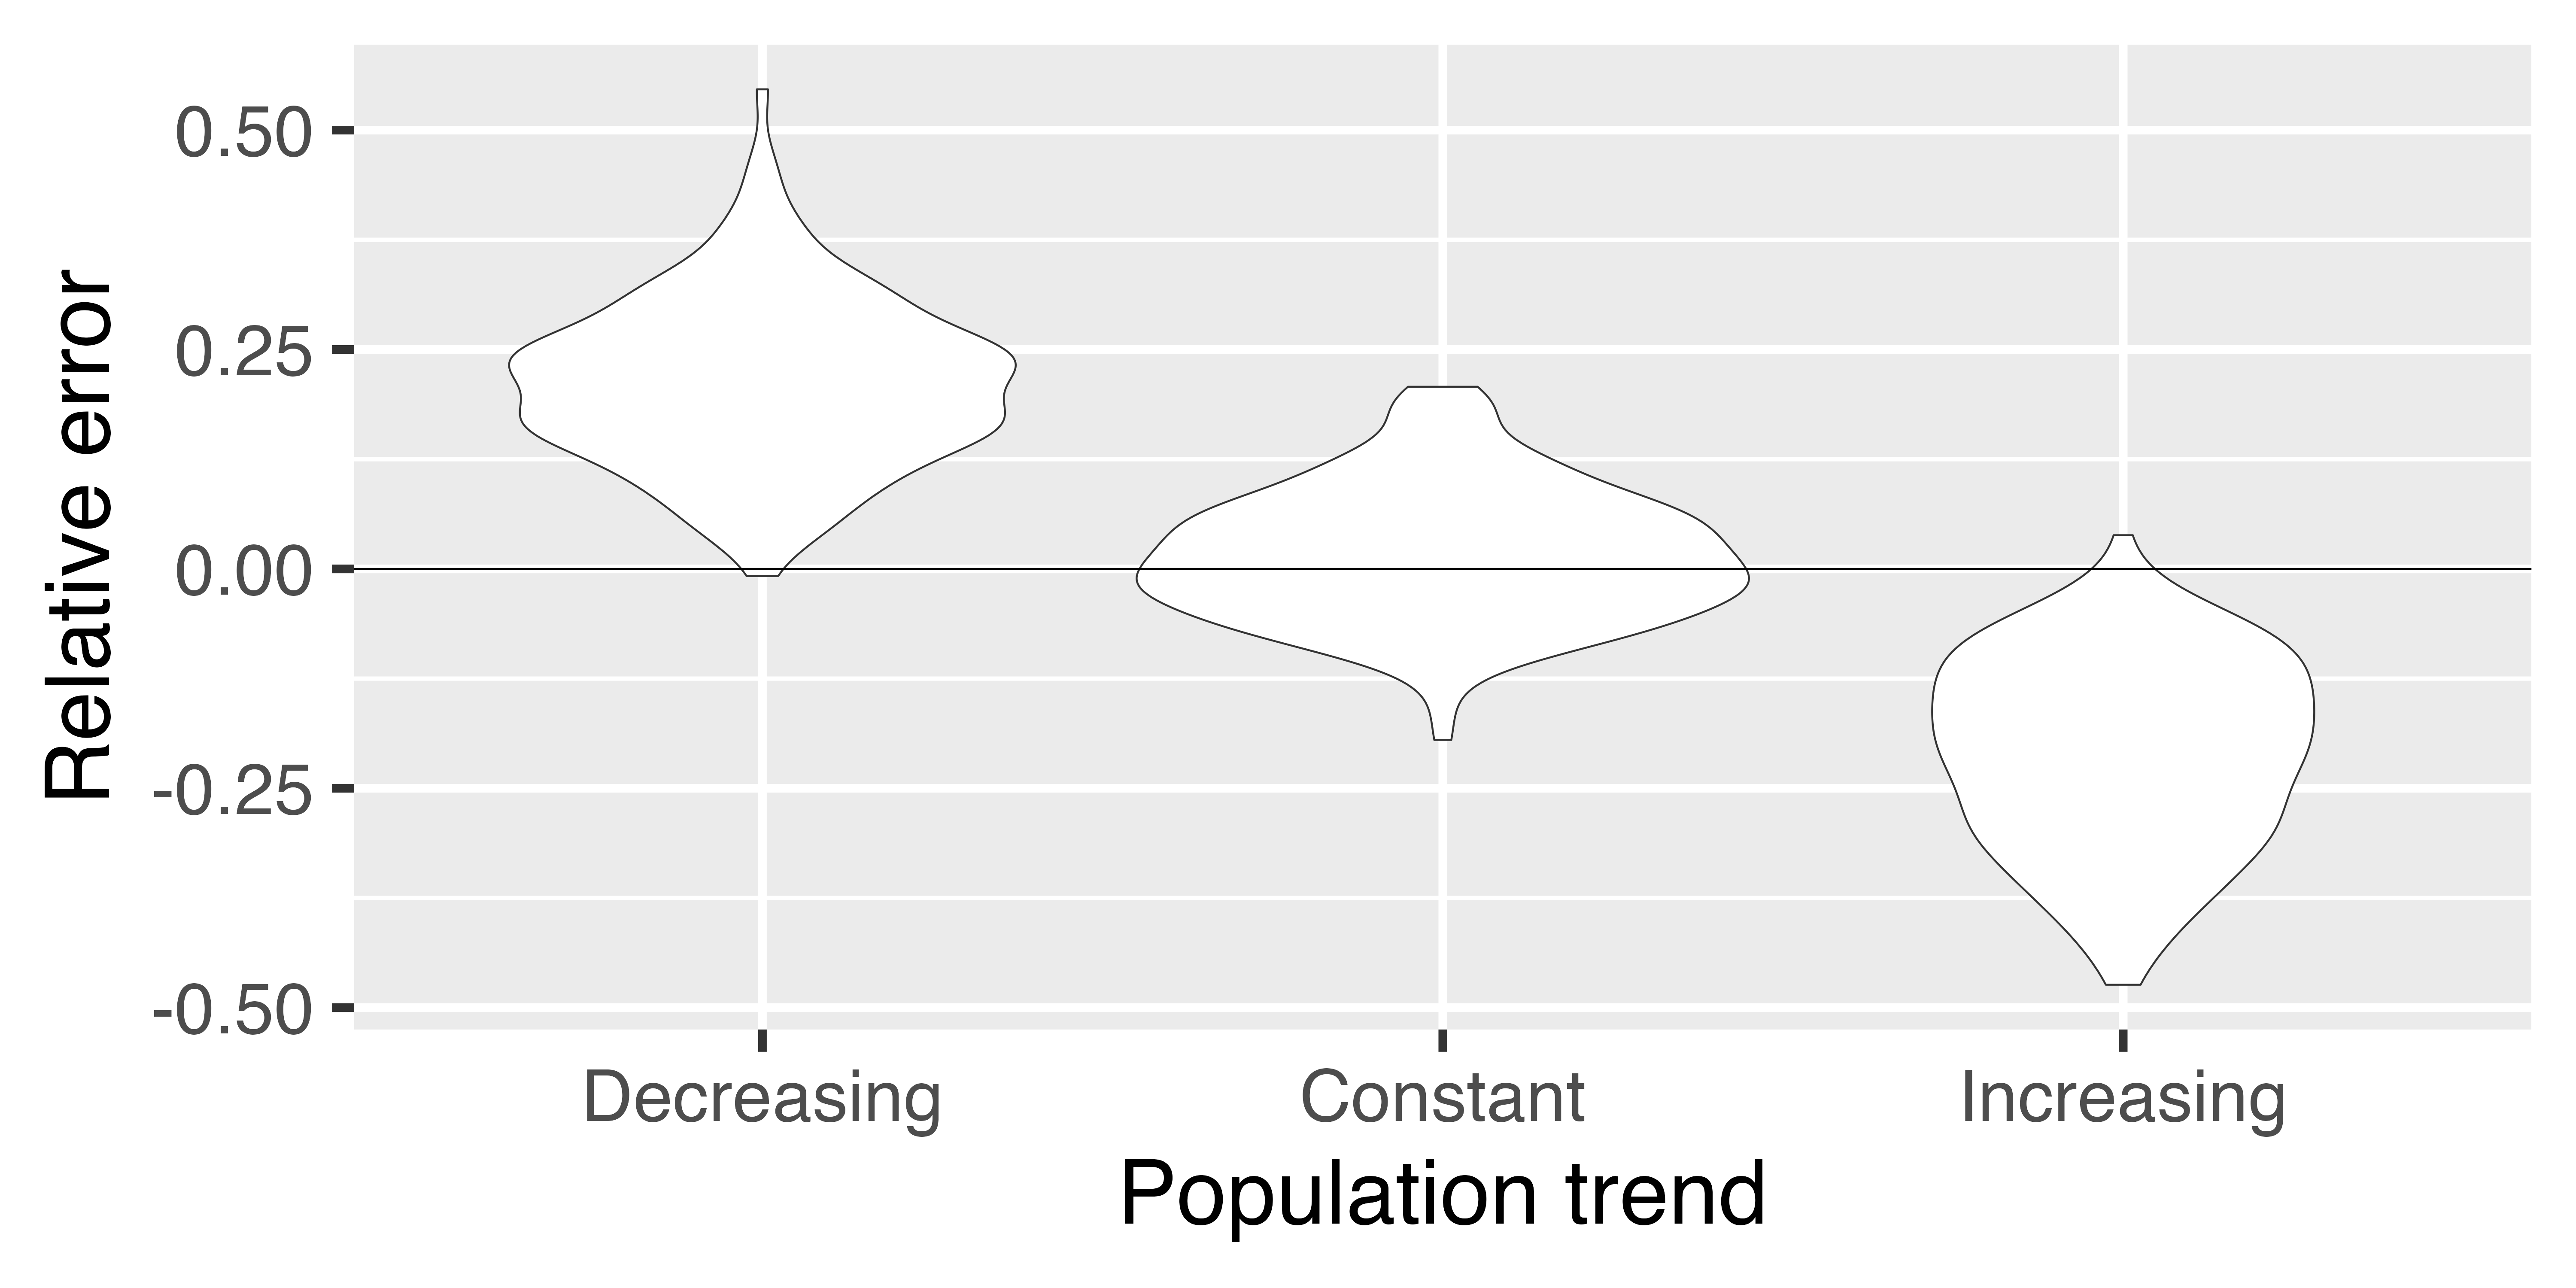 Relative error
0.50
0.25
0.00
-0.25
-0.50
Decreasing
Constant
Increasing
Population trend